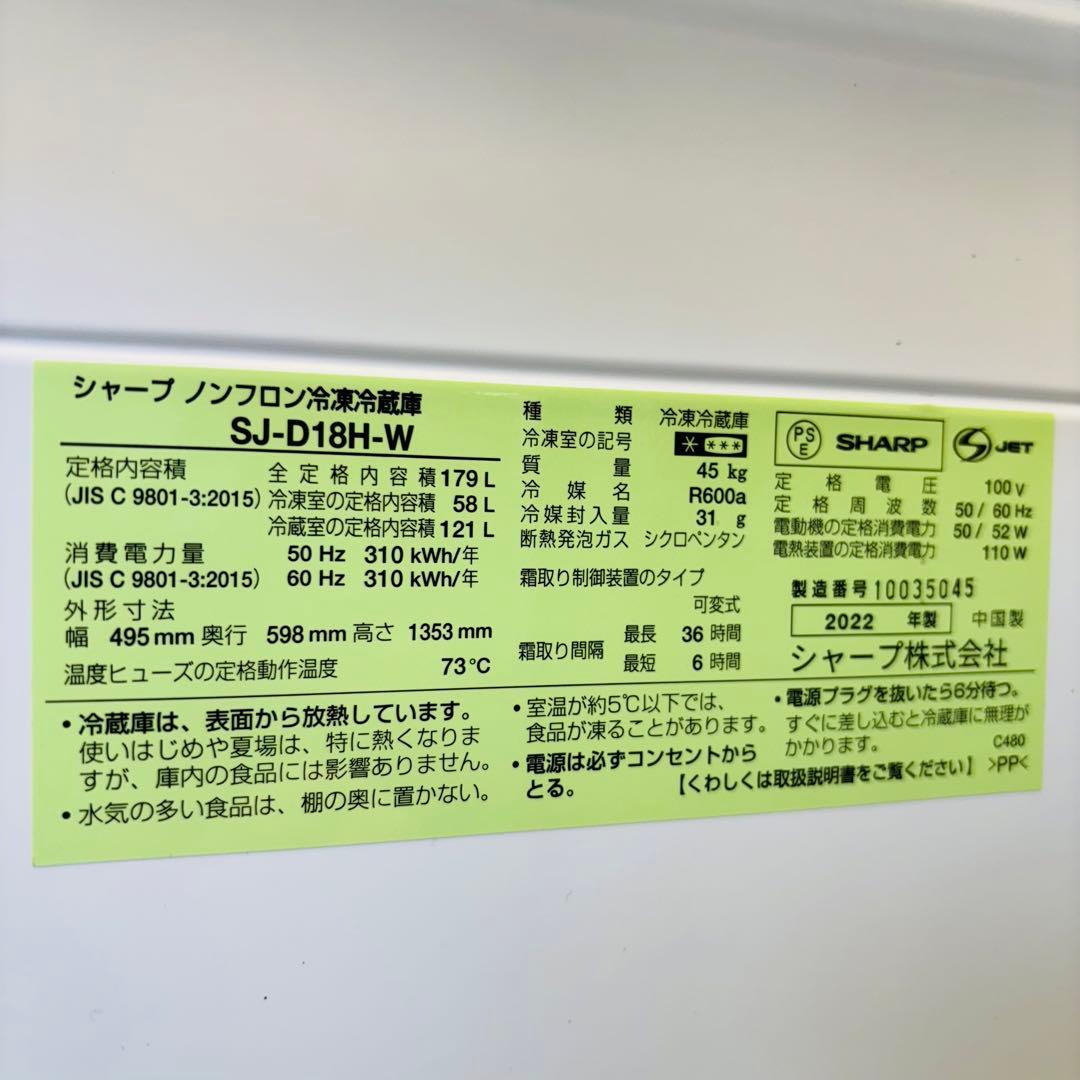 シャープ ノンフロン冷凍冷蔵庫
SJ-D18H-W
定格内容積 全定格内容積 179 L
(JIS C 9801-3:2015) 冷凍室の定格内容積 58 L
冷蔵室の定格内容積 121 L
消費電力量 50 Hz 310 kWh/年
(JIS C 9801-3:2015) 60 Hz 310 kWh/年
外形寸法
幅 495 mm 奥行 598 mm 高さ 1353 mm
温度ヒューズの定格動作温度 73℃
種類 冷凍冷蔵庫
冷凍室の記号 * ***
質量 45 kg
冷媒名 R600a
冷媒封入量 31 g
断熱発泡ガス シクロペンタン
霜取り制御装置のタイプ
可変式
霜取り間隔 最長 36 時間
最短 6 時間
PSE SHARP S JET
定格電圧 100 V
定格周波数 50 / 60 Hz
電動機の定格消費電力 50 / 52 W
電熱装置の定格消費電力 110 W
製造番号 10035045
2022 年製 中国製
シャープ株式会社
・冷蔵庫は、表面から放熱しています。
使いはじめや夏場は、特に熱くなりま
すが、庫内の食品には影響ありません。
・水気の多い食品は、棚の奥に置かない。
・室温が約5℃以下では、
食品が凍ることがあります。
・電源は必ずコンセントから
とる。
・電源プラグを抜いたら6分待つ。
すぐに差し込むと冷蔵庫に無理が
かかります。 C480
【くわしくは取扱説明書をご覧ください】 >PP<